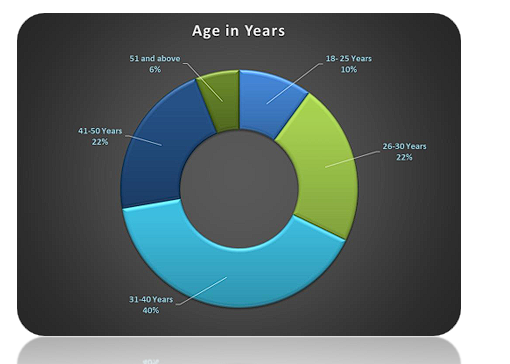 Age in Years
51 and above
6%
18- 25 Years
10%
41-50 Years
22%
26-30 Years
22%
31-40 Years
40%